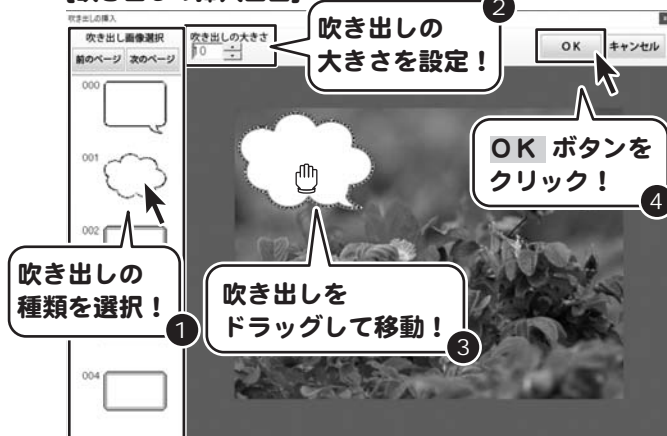 吹き出しの挿入
吹き出し画像選択
前のページ 次のページ
吹き出しの大きさ
10
吹き出しの
大きさを設定！
2
OK キャンセル
000
001
002
004
OK ボタンを
クリック！
4
吹き出しの
種類を選択！
1
吹き出しを
ドラッグして移動！
3